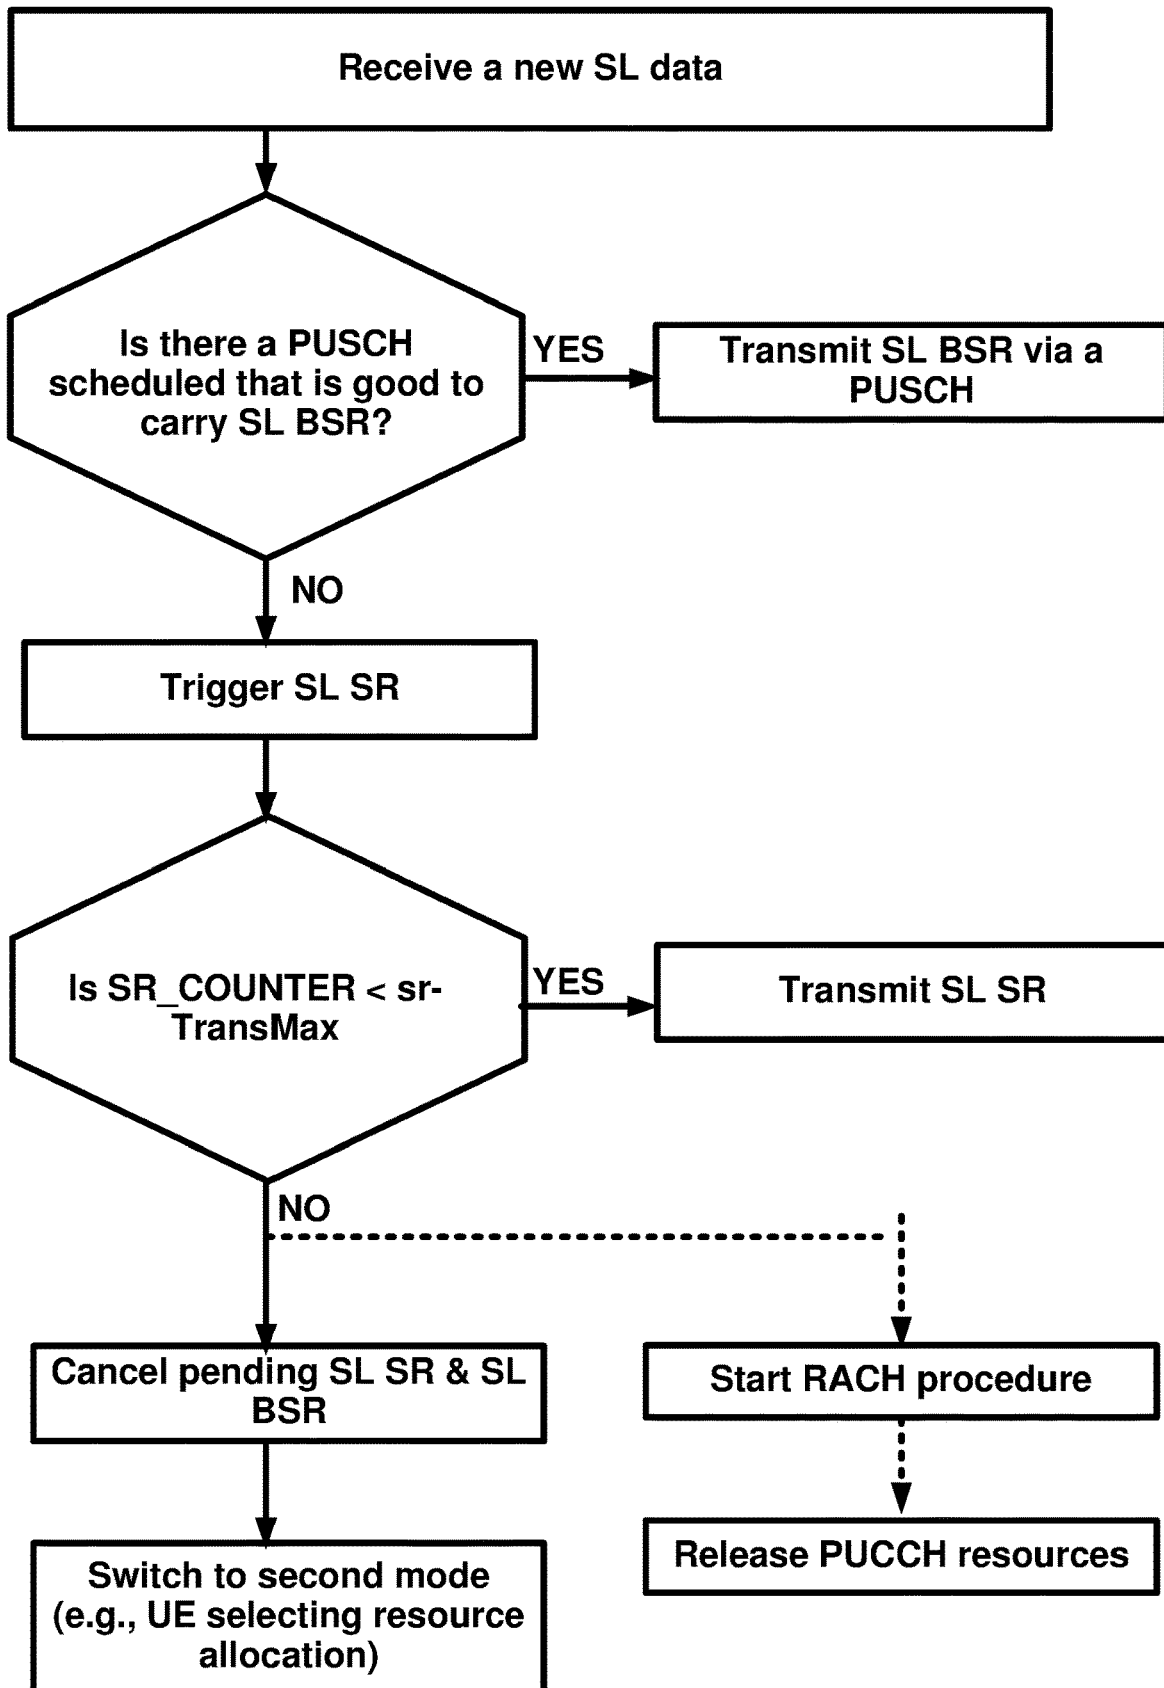 Receive a new SL data
Is there a PUSCH
scheduled that is good to
carry SL BSR?
YES
Transmit SL BSR via a
PUSCH
NO
Trigger SL SR
Is SR_COUNTER < sr-
TransMax
YES
Transmit SL SR
NO
Cancel pending SL SR & SL
BSR
Start RACH procedure
Switch to second mode
(e.g., UE selecting resource
allocation)
Release PUCCH resources